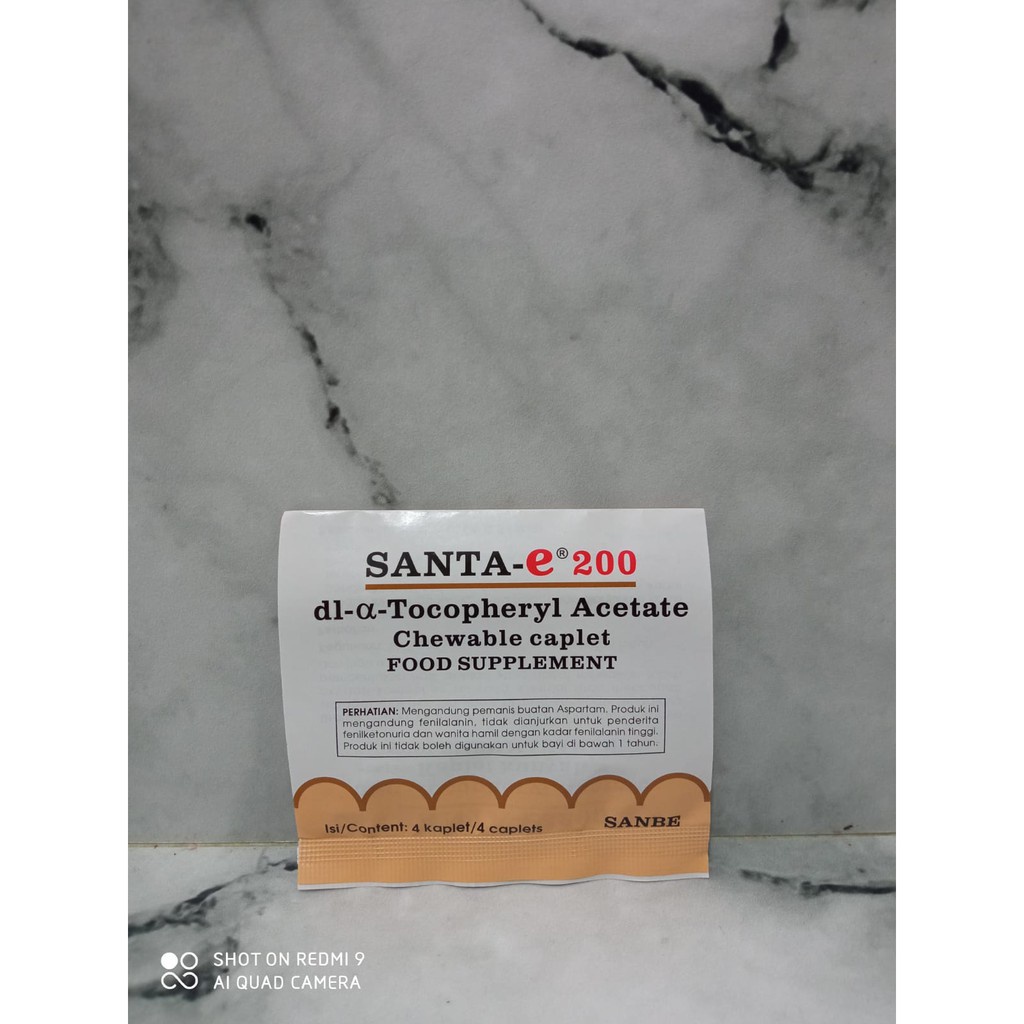 SANTA-e® 200
dl-α-Tocopheryl Acetate
Chewable caplet
FOOD SUPPLEMENT
PERHATIAN: Mengandung pemanis buatan Aspartam. Produk ini
mengandung fenilalanin, tidak dianjurkan untuk penderita
fenilketonuria dan wanita hamil dengan kadar fenilalanin tinggi.
Produk ini tidak boleh digunakan untuk bayi di bawah 1 tahun.
Isi/Content: 4 kaplet/4 caplets
SANBE
SHOT ON REDMI 9
AI QUAD CAMERA